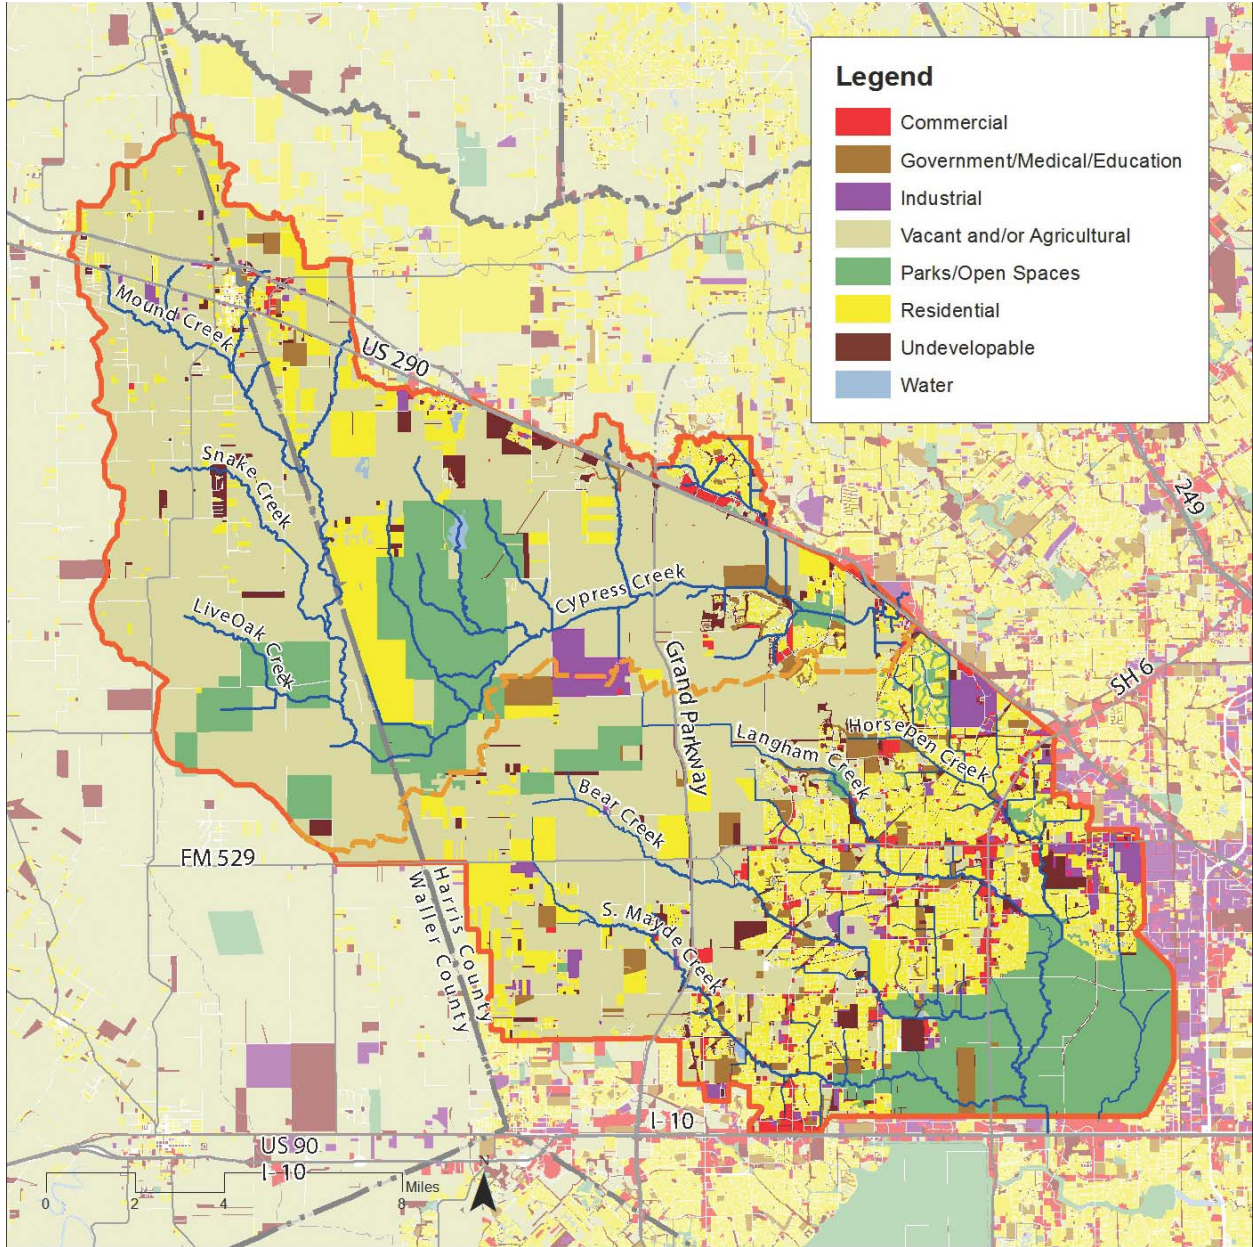 Legend
Commercial
Government/Medical/Education
Industrial
Vacant and/or Agricultural
Parks/Open Spaces
Residential
Undevelopable
Water
Mound Creek
US 290
Snake Creek
249
LiveOak Creek
Cypress Creek
Grand Parkway
SH 6
Horsepen Creek
Langham Creek
Bear Creek
FM 529
Harris County
Waller County
S. Mayde Creek
I-10
US 90
I-10
N
Miles
0 2 4 8